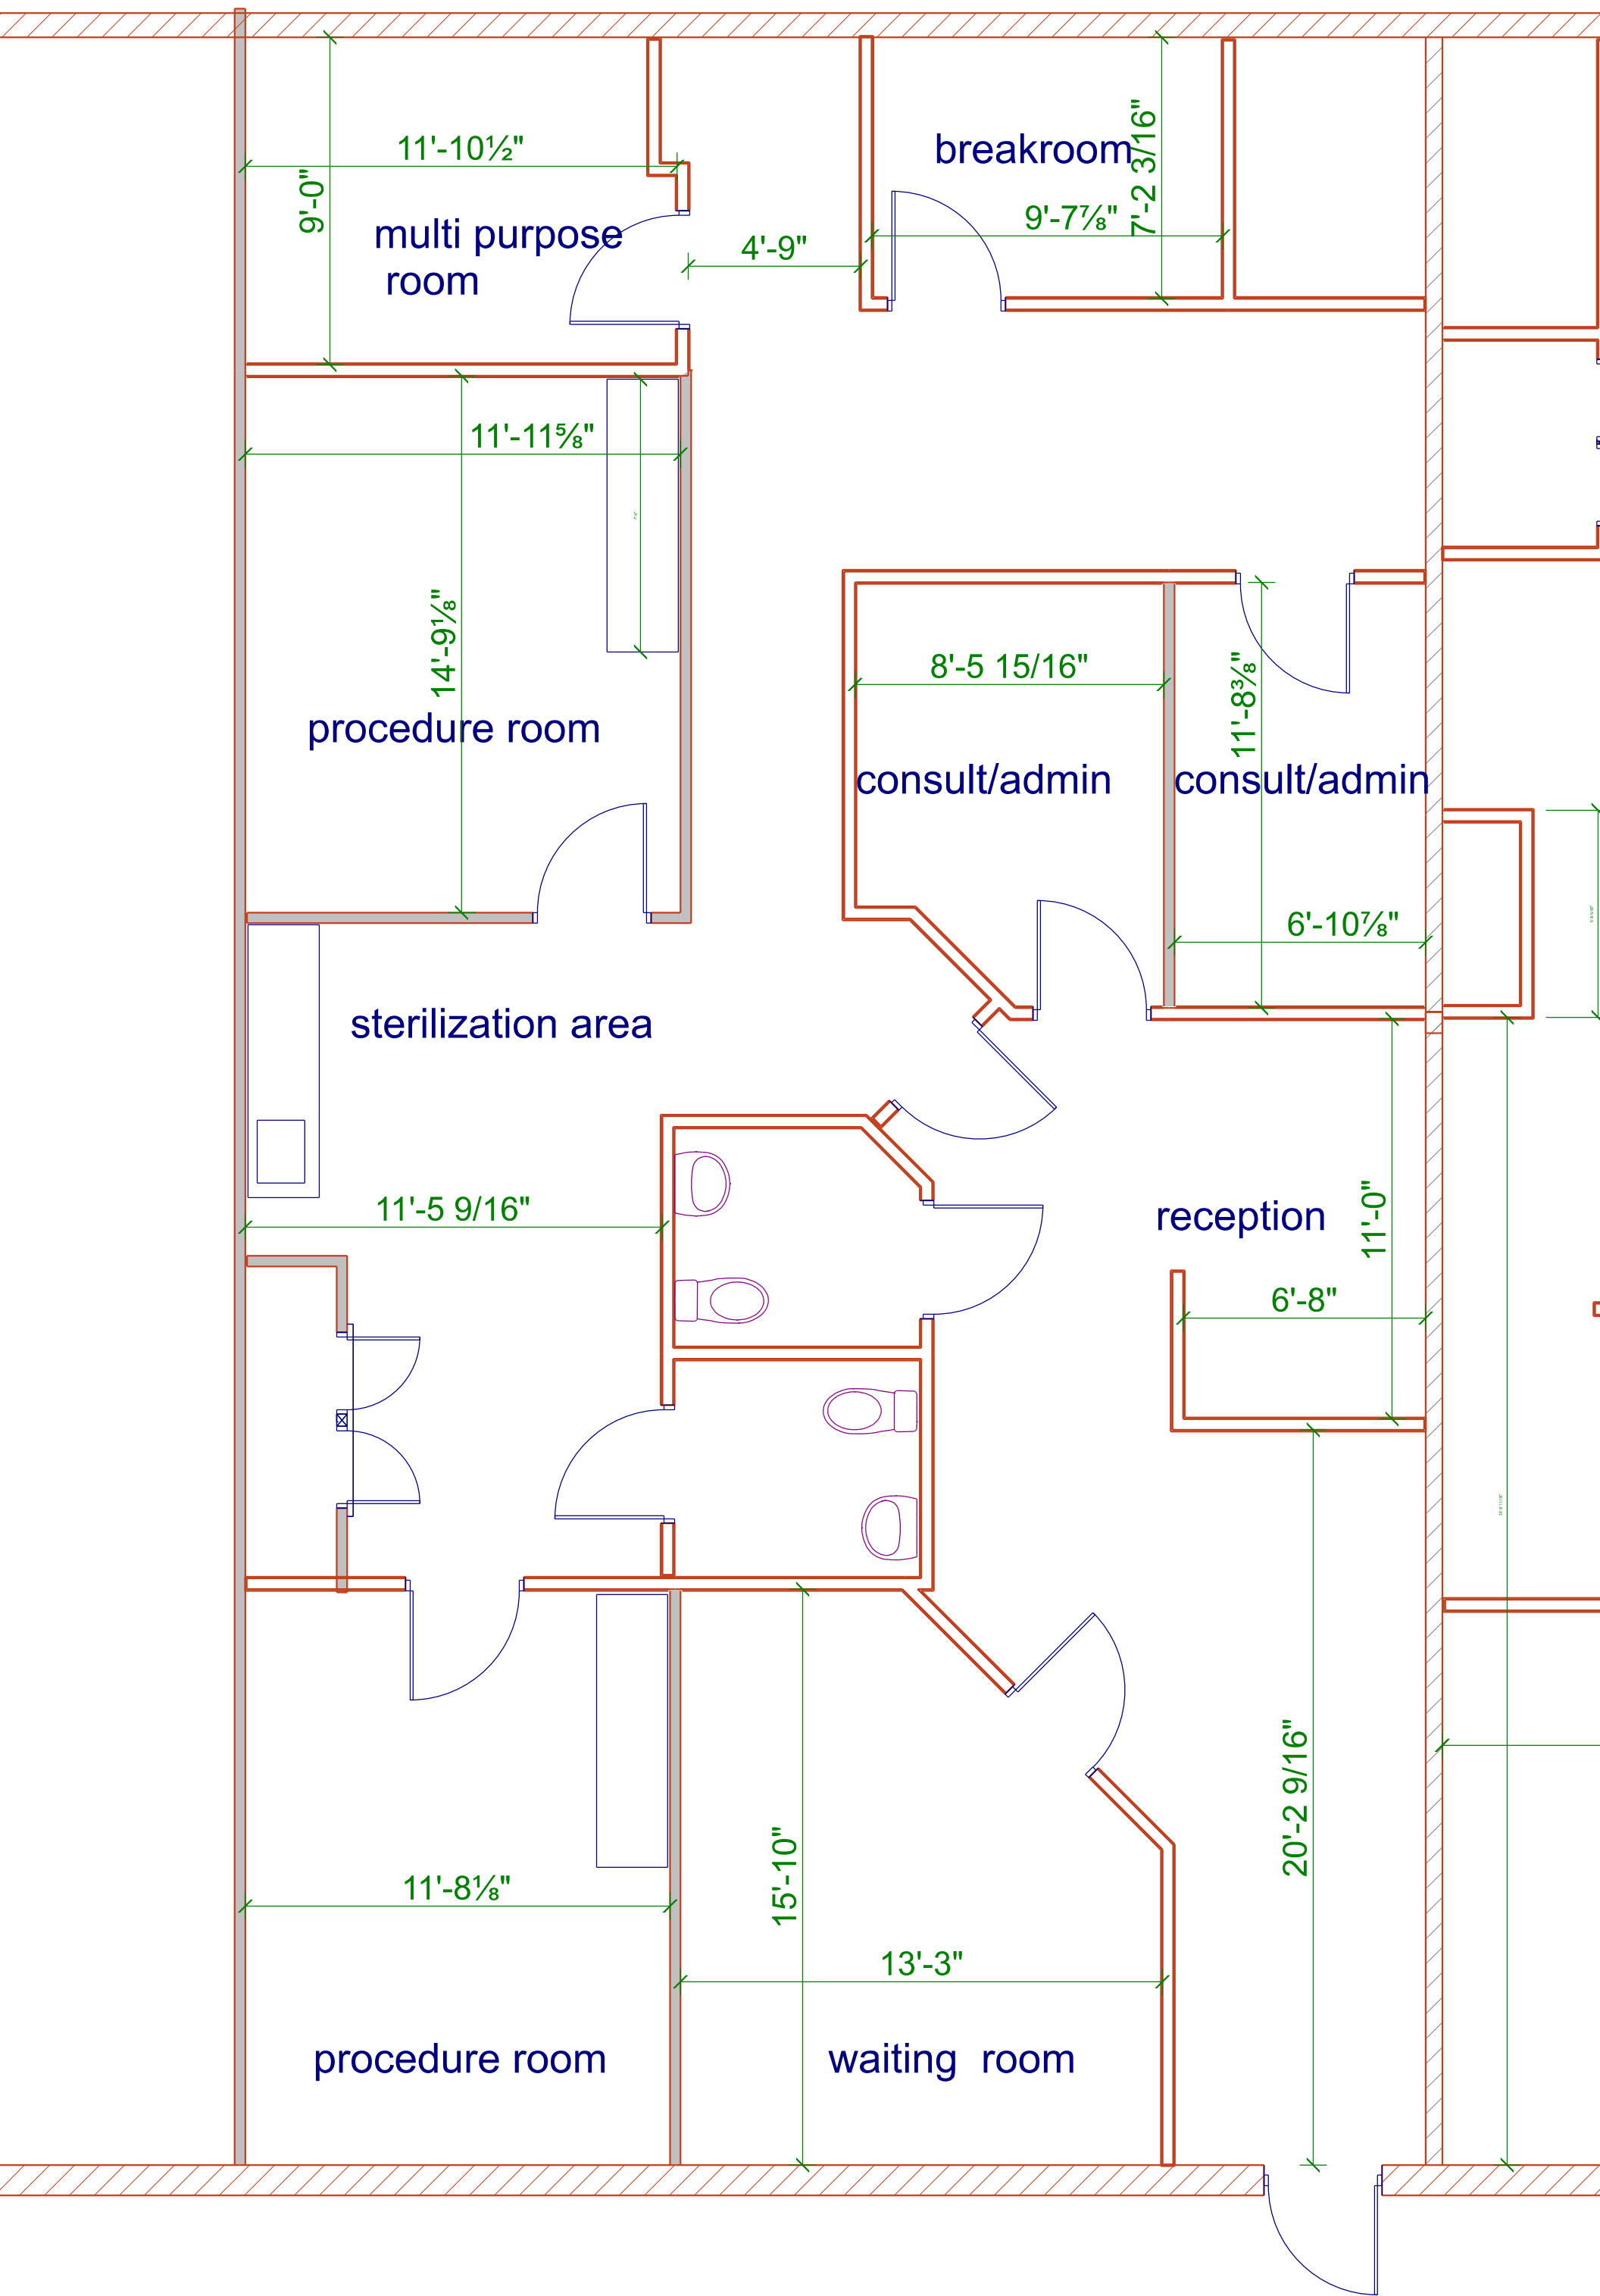 11'-10½"
9'-0"
multi purpose
room
4'-9"
breakroom
7'-2 3/16"
9'-7⅞"
11'-11⅝"
14'-9⅛"
procedure room
8'-5 15/16"
11'-8⅜"
consult/admin
consult/admin
6'-10⅞"
sterilization area
11'-5 9/16"
reception
11'-0"
6'-8"
20'-2 9/16"
11'-8⅛"
15'-10"
13'-3"
procedure room
waiting room